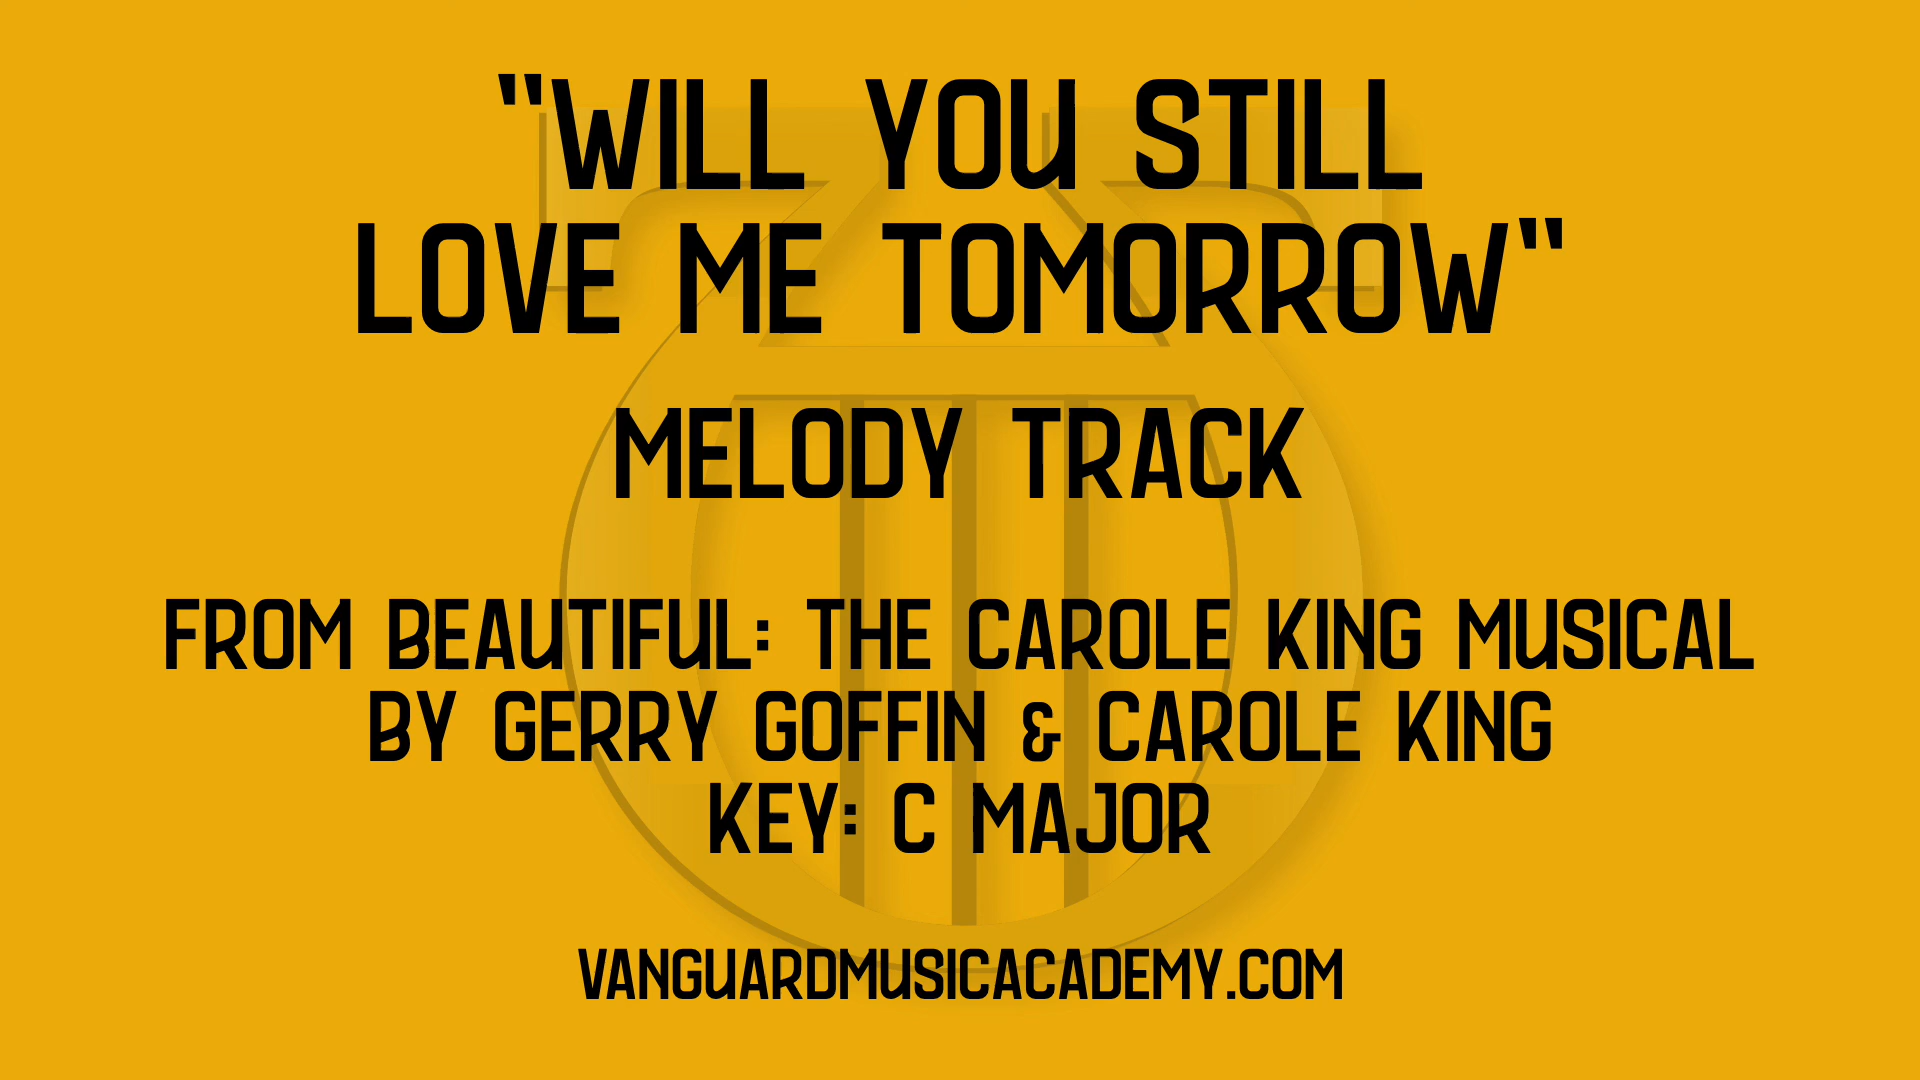 "WILL YOU STILL
LOVE ME TOMORROW"
MELODY TRACK
FROM BEAUTIFUL: THE CAROLE KING MUSICAL
BY GERRY GOFFIN & CAROLE KING
KEY: C MAJOR
VANGUARDMUSICACADEMY.COM